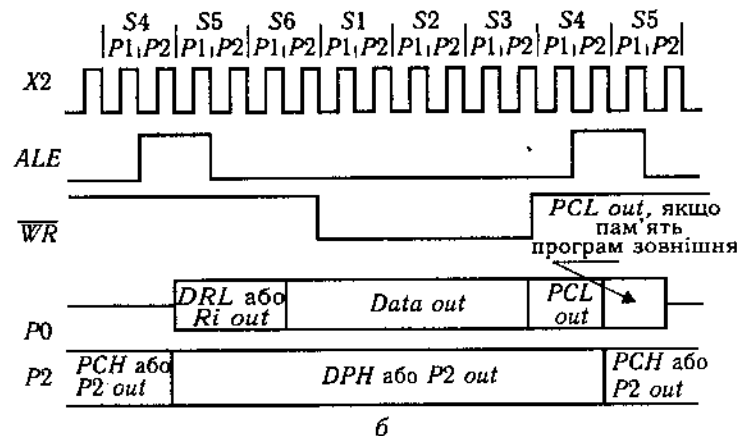 S4 S5 S6 S1 S2 S3 S4 S5
P1 P2 P1 P2 P1 P2 P1 P2 P1 P2 P1 P2 P1 P2 P1 P2
X2
ALE
WR
PCL out, якщо
пам'ять
програм зовнішня
DRL або
Ri out
Data out
PCL
out
P0
P2
PCH або
P2 out
DPH або P2 out
PCH або
P2 out
б